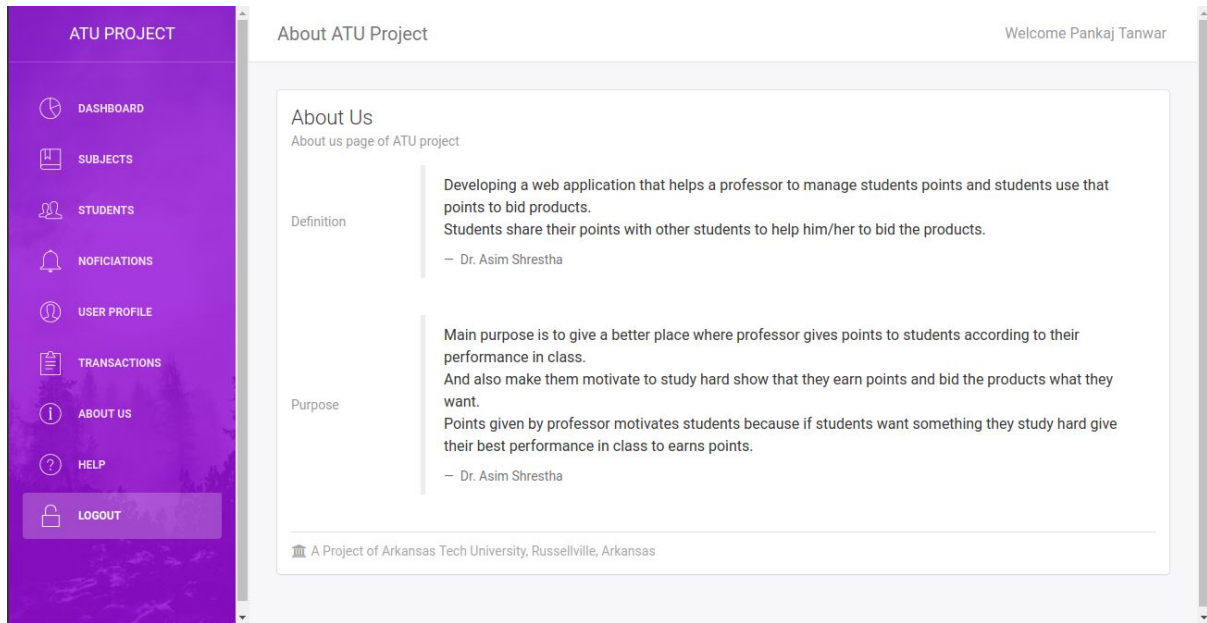 ATU PROJECT
DASHBOARD
SUBJECTS
STUDENTS
NOFICIATIONS
USER PROFILE
TRANSACTIONS
ABOUT US
HELP
LOGOUT
About ATU Project
Welcome Pankaj Tanwar
About Us
About us page of ATU project
Definition
Developing a web application that helps a professor to manage students points and students use that
points to bid products.
Students share their points with other students to help him/her to bid the products.
— Dr. Asim Shrestha
Purpose
Main purpose is to give a better place where professor gives points to students according to their
performance in class.
And also make them motivate to study hard show that they earn points and bid the products what they
want.
Points given by professor motivates students because if students want something they study hard give
their best performance in class to earns points.
— Dr. Asim Shrestha
A Project of Arkansas Tech University, Russellville, Arkansas